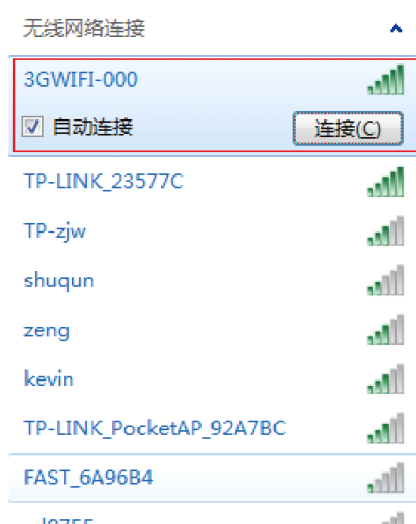 无线网络连接
3GWIFI-000
自动连接 连接(C)
TP-LINK_23577C
TP-zjw
shuqun
zeng
kevin
TP-LINK_PocketAP_92A7BC
FAST_6A96B4